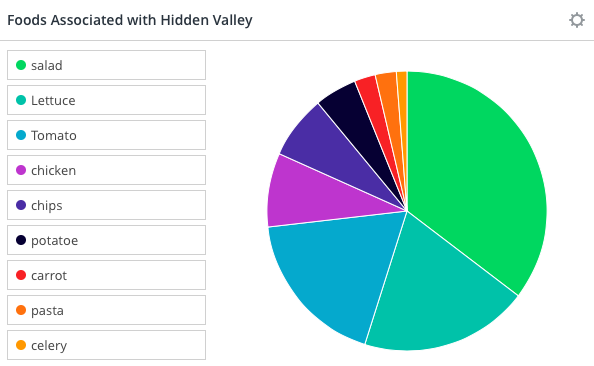 Foods Associated with Hidden Valley
salad
Lettuce
Tomato
chicken
chips
potatoe
carrot
pasta
celery